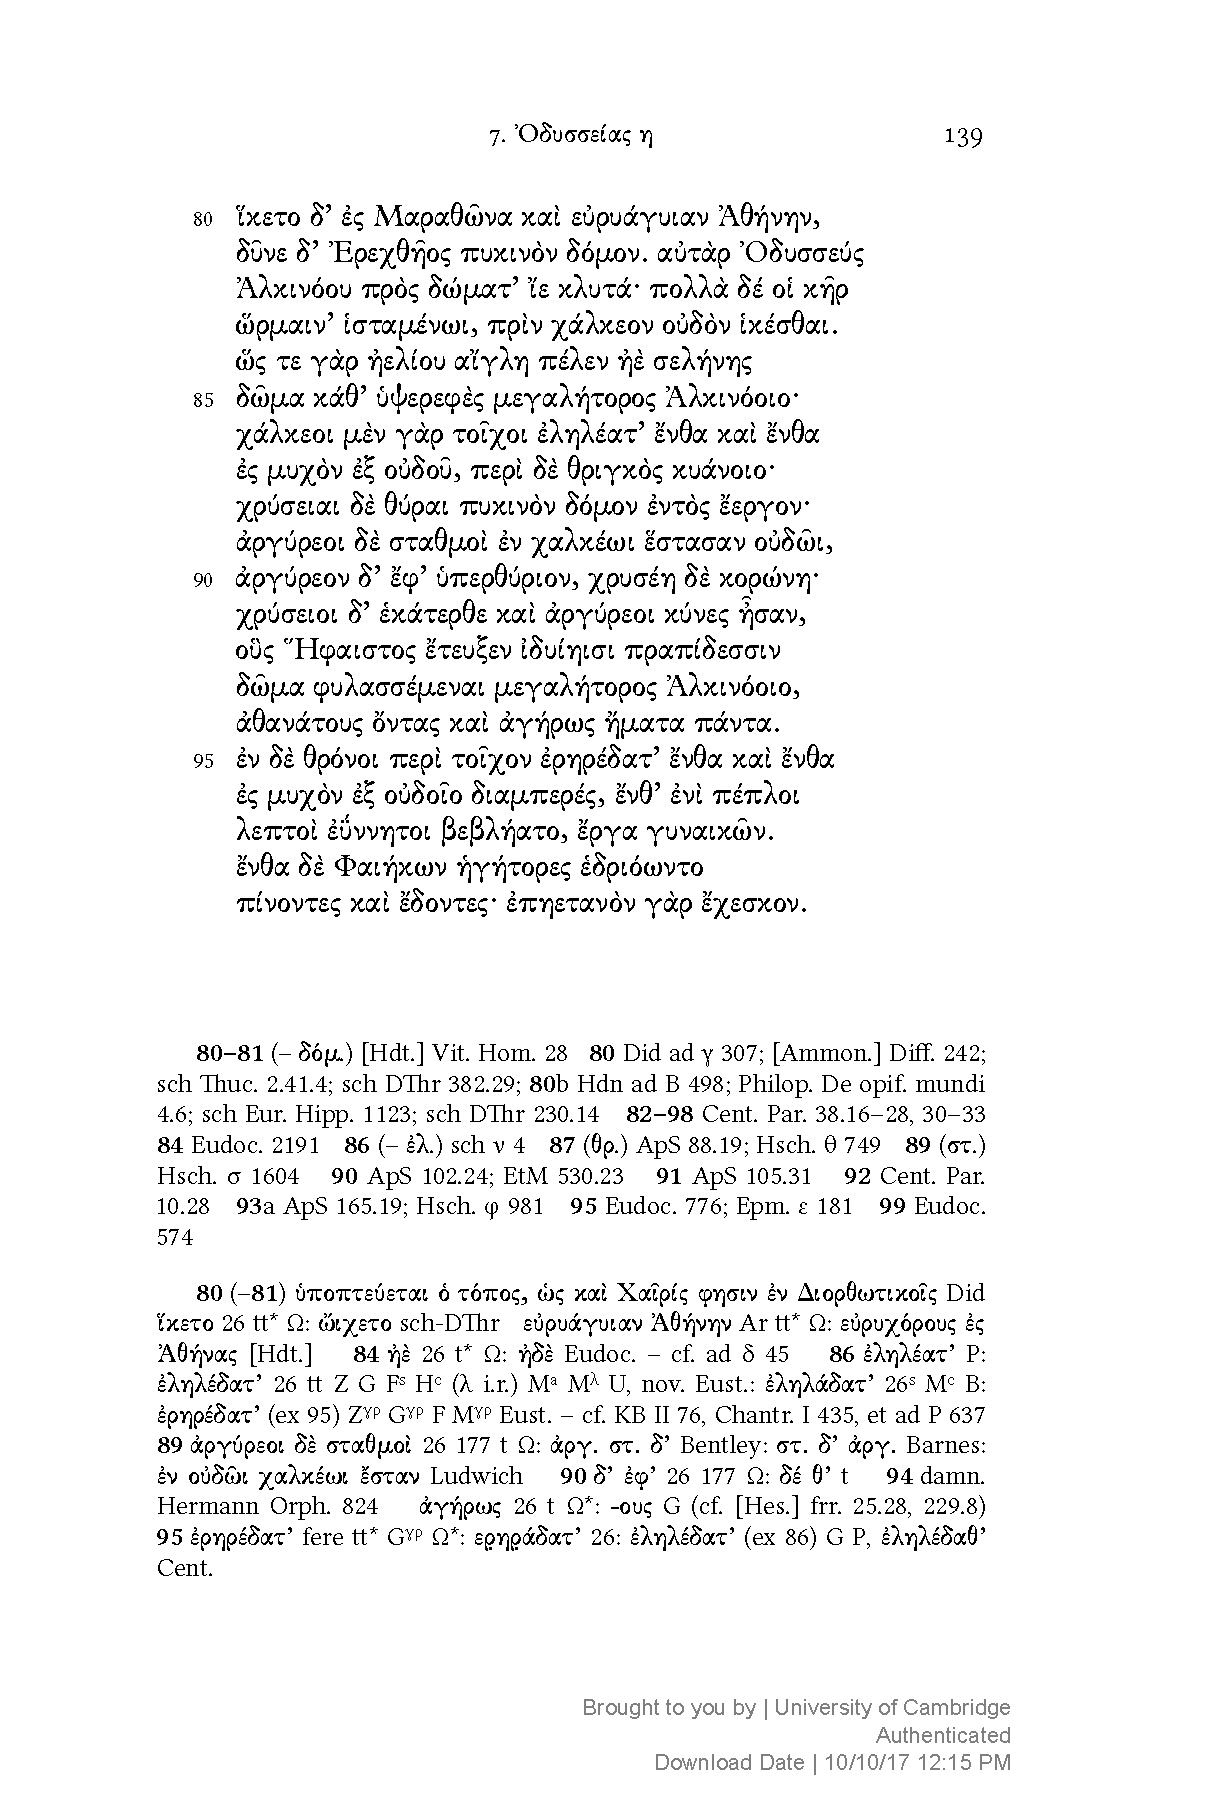 7. Ὀδυσσείας η 139
80 ἵκετο δ’ ἐς Μαραθῶνα καὶ εὐρυάγυιαν Ἀθήνην,
δῦνε δ’ Ἐρεχθῆος πυκινὸν δόμον. αὐτὰρ Ὀδυσσεύς
Ἀλκινόου πρὸς δώματ’ ἴε κλυτά· πολλὰ δέ οἱ κῆρ
ὥρμαιν’ ἱσταμένωι, πρὶν χάλκεον οὐδὸν ἱκέσθαι.
ὥς τε γὰρ ἠελίου αἴγλη πέλεν ἠὲ σελήνης
85 δῶμα κάθ’ ὑψερεφὲς μεγαλήτορος Ἀλκινόοιο·
χάλκεοι μὲν γὰρ τοῖχοι ἐληλέατ’ ἔνθα καὶ ἔνθα
ἐς μυχὸν ἐξ οὐδοῦ, περὶ δὲ θριγκὸς κυάνοιο·
χρύσειαι δὲ θύραι πυκινὸν δόμον ἐντὸς ἔεργον·
ἀργύρεοι δὲ σταθμοὶ ἐν χαλκέωι ἕστασαν οὐδῶι,
90 ἀργύρεον δ’ ἔφ’ ὑπερθύριον, χρυσέη δὲ κορώνη·
χρύσειοι δ’ ἑκάτερθε καὶ ἀργύρεοι κύνες ἦσαν,
οὓς Ἥφαιστος ἔτευξεν ἰδυίηισι πραπίδεσσιν
δῶμα φυλασσέμεναι μεγαλήτορος Ἀλκινόοιο,
ἀθανάτους ὄντας καὶ ἀγήρως ἤματα πάντα.
95 ἐν δὲ θρόνοι περὶ τοῖχον ἐρηρέδατ’ ἔνθα καὶ ἔνθα
ἐς μυχὸν ἐξ οὐδοῖο διαμπερές, ἔνθ’ ἐνὶ πέπλοι
λεπτοὶ ἐΰννητοι βεβλήατο, ἔργα γυναικῶν.
ἔνθα δὲ Φαιήκων ἡγήτορες ἑδριόωντο
πίνοντες καὶ ἔδοντες· ἐπηετανὸν γὰρ ἔχεσκον.
80–81 (– δόμ.) [Hdt.] Vit. Hom. 28 80 Did ad γ 307; [Ammon.] Diff. 242;
sch Thuc. 2.41.4; sch DThr 382.29; 80b Hdn ad B 498; Philop. De opif. mundi
4.6; sch Eur. Hipp. 1123; sch DThr 230.14 82–98 Cent. Par. 38.16–28, 30–33
84 Eudoc. 2191 86 (– ἐλ.) sch ν 4 87 (θρ.) ApS 88.19; Hsch. θ 749 89 (στ.)
Hsch. σ 1604 90 ApS 102.24; EtM 530.23 91 ApS 105.31 92 Cent. Par.
10.28 93a ApS 165.19; Hsch. φ 981 95 Eudoc. 776; Epm. ε 181 99 Eudoc.
574
80 (–81) ὑποπτεύεται ὁ τόπος, ὡς καὶ Χαῖρίς φησιν ἐν Διορθωτικοῖς Did
ἵκετο 26 tt* Ω: ὤιχετο sch-DThr εὐρυάγυιαν Ἀθήνην Ar tt* Ω: εὐρυχόρους ἐς
Ἀθήνας [Hdt.] 84 ἠὲ 26 t* Ω: ἠδὲ Eudoc. – cf. ad δ 45 86 ἐληλέατ’ P:
ἐληλέδατ’ 26 tt Z G Fˢ Hᶜ (λ i.r.) Mᵃ M^λ U, nov. Eust.: ἐληλάδατ’ 26ˢ Mᶜ B:
ἐρηρέδατ’ (ex 95) Z^γρ G^γρ F M^γρ Eust. – cf. KB II 76, Chantr. I 435, et ad P 637
89 ἀργύρεοι δὲ σταθμοὶ 26 177 t Ω: ἀργ. στ. δ’ Bentley: στ. δ’ ἀργ. Barnes:
ἐν οὐδῶι χαλκέωι ἔσταν Ludwich 90 δ’ ἐφ’ 26 177 Ω: δέ θ’ t 94 damn.
Hermann Orph. 824 ἀγήρως 26 t Ω*: -ους G (cf. [Hes.] frr. 25.28, 229.8)
95 ἐρηρέδατ’ fere tt* G^γρ Ω*: ερ̣ηρ̣άδατ’ 26: ἐληλέδατ’ (ex 86) G P, ἐληλέδαθ’
Cent.
Brought to you by | University of Cambridge
Authenticated
Download Date | 10/10/17 12:15 PM